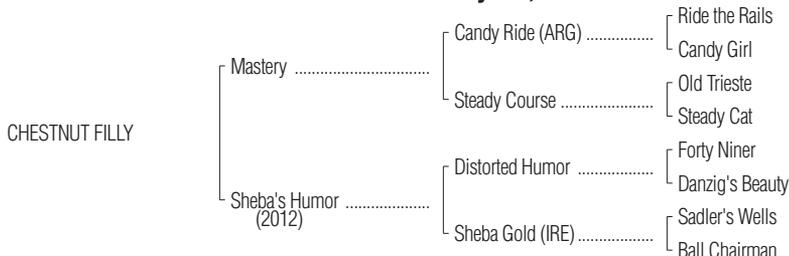 Ride the Rails
Candy Ride (ARG) ................
Candy Girl
Mastery ................................
Old Trieste
Steady Course ......................
Steady Cat
CHESTNUT FILLY
Forty Niner
Distorted Humor ..................
Danzig's Beauty
Sheba's Humor ....................
(2012)
Sadler's Wells
Sheba Gold (IRE)..................
Ball Chairman